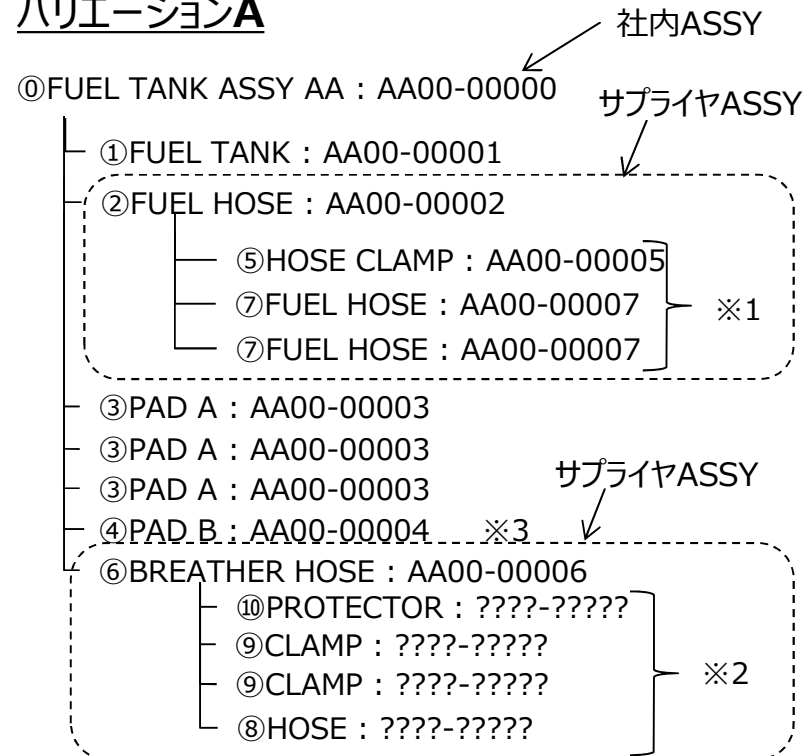 バリエーションA
社内ASSY
⓪FUEL TANK ASSY AA : AA00-00000
サプライヤASSY
①FUEL TANK : AA00-00001
②FUEL HOSE : AA00-00002
⑤HOSE CLAMP : AA00-00005
⑦FUEL HOSE : AA00-00007
※1
⑦FUEL HOSE : AA00-00007
③PAD A : AA00-00003
③PAD A : AA00-00003
サプライヤASSY
③PAD A : AA00-00003
④PAD B : AA00-00004 ※3
⑥BREATHER HOSE : AA00-00006
⑩PROTECTOR : ????-?????
⑨CLAMP : ????-?????
⑨CLAMP : ????-?????
※2
⑧HOSE : ????-?????